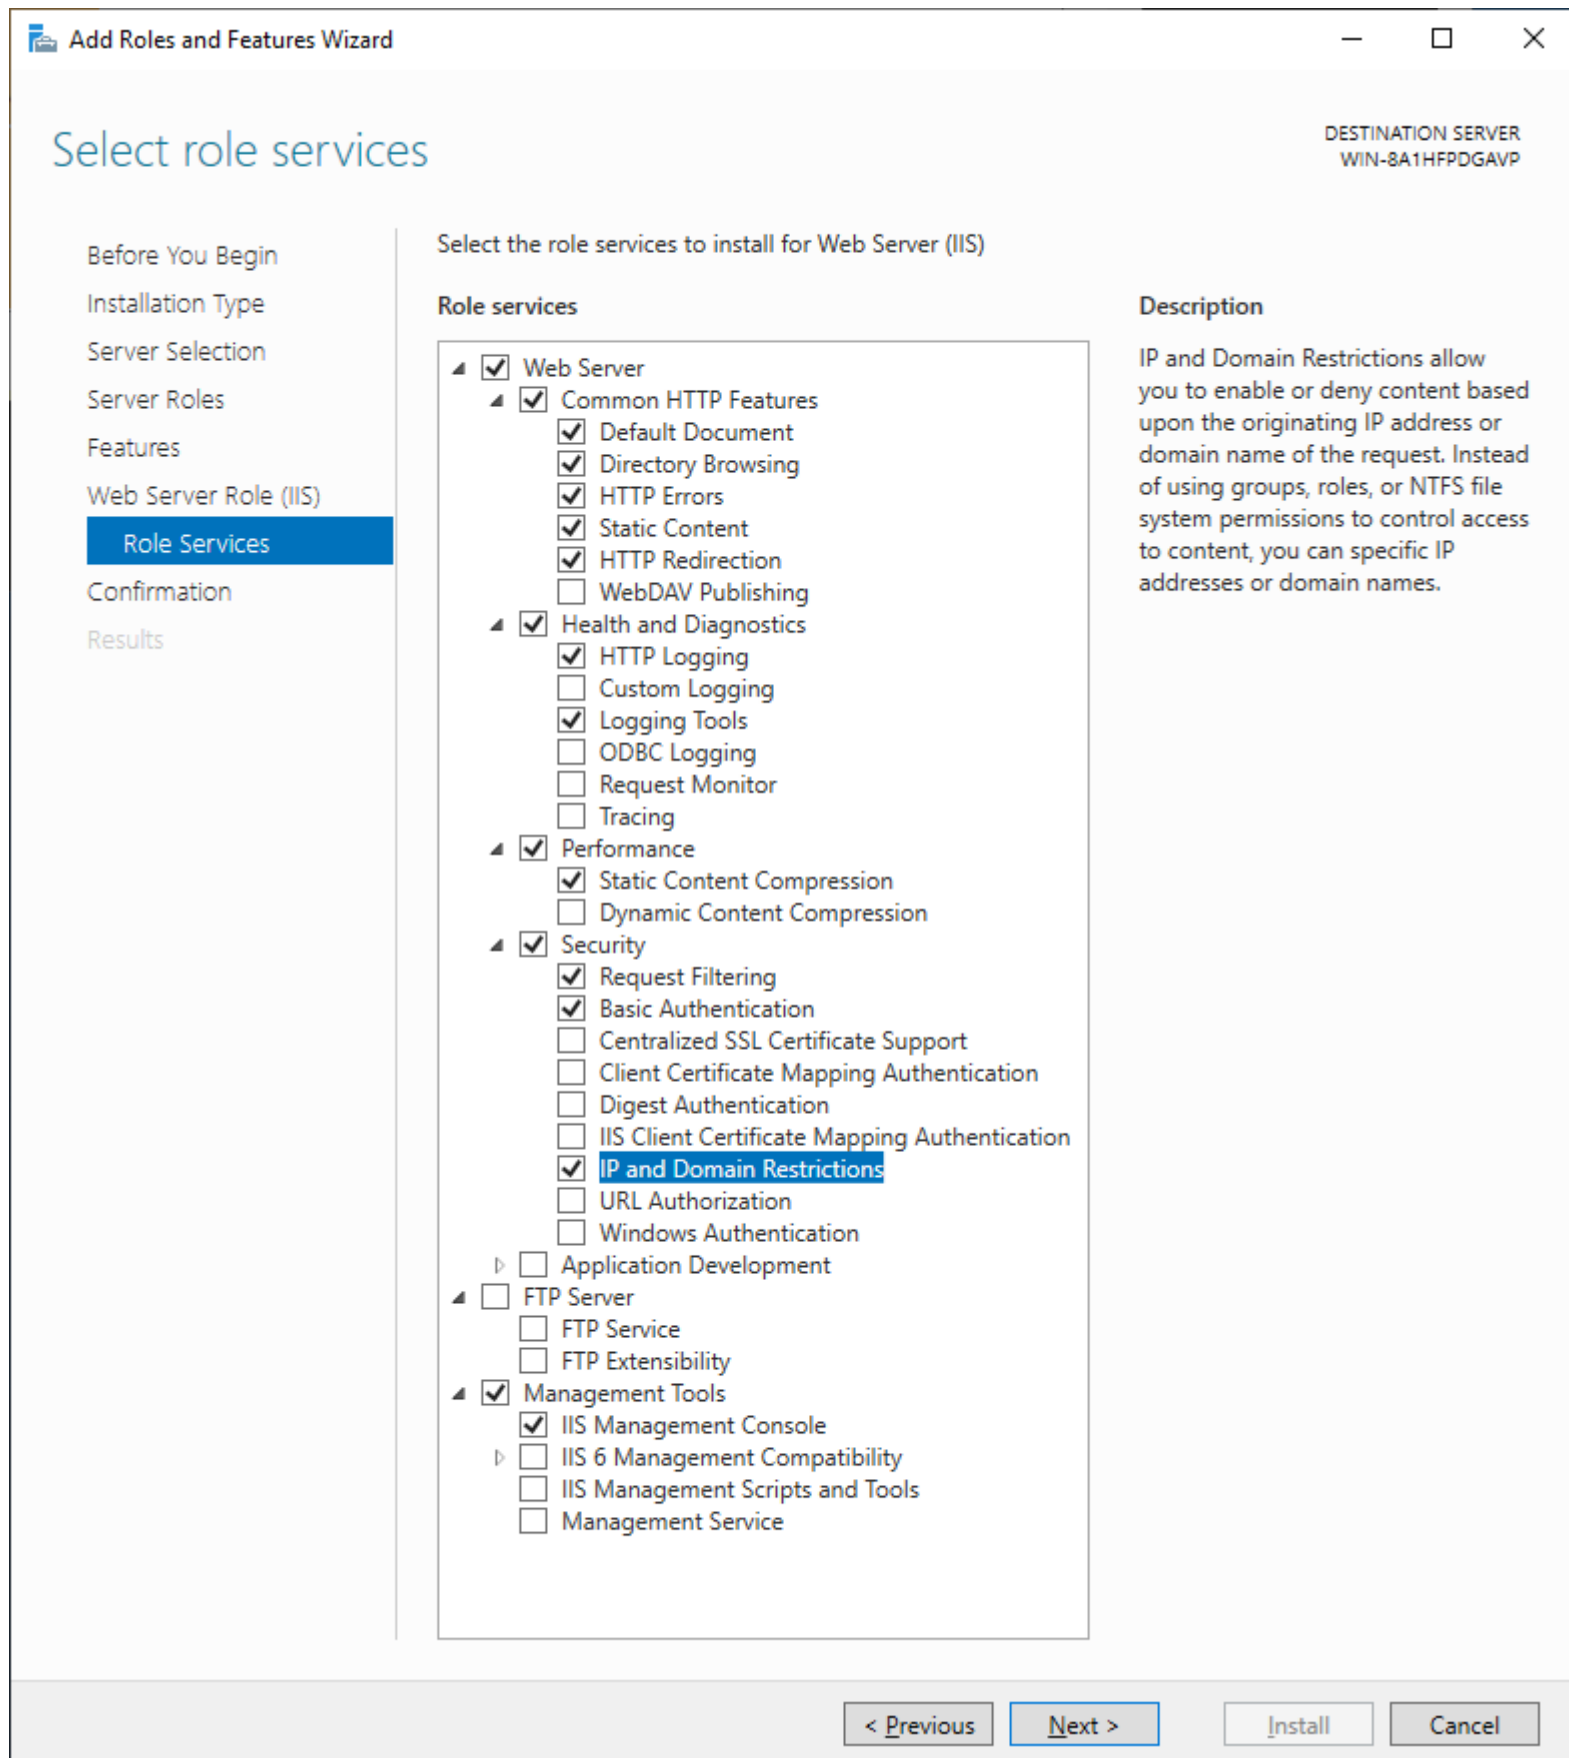 Add Roles and Features Wizard
Select role services
DESTINATION SERVER
WIN-8A1HFPDGAVP
Before You Begin
Installation Type
Server Selection
Server Roles
Features
Web Server Role (IIS)
Role Services
Confirmation
Results
Select the role services to install for Web Server (IIS)
Role services
Web Server
Common HTTP Features
Default Document
Directory Browsing
HTTP Errors
Static Content
HTTP Redirection
WebDAV Publishing
Health and Diagnostics
HTTP Logging
Custom Logging
Logging Tools
ODBC Logging
Request Monitor
Tracing
Performance
Static Content Compression
Dynamic Content Compression
Security
Request Filtering
Basic Authentication
Centralized SSL Certificate Support
Client Certificate Mapping Authentication
Digest Authentication
IIS Client Certificate Mapping Authentication
IP and Domain Restrictions
URL Authorization
Windows Authentication
Application Development
FTP Server
FTP Service
FTP Extensibility
Management Tools
IIS Management Console
IIS 6 Management Compatibility
IIS Management Scripts and Tools
Management Service
Description
IP and Domain Restrictions allow
you to enable or deny content based
upon the originating IP address or
domain name of the request. Instead
of using groups, roles, or NTFS file
system permissions to control access
to content, you can specific IP
addresses or domain names.
< Previous
Next >
Install
Cancel